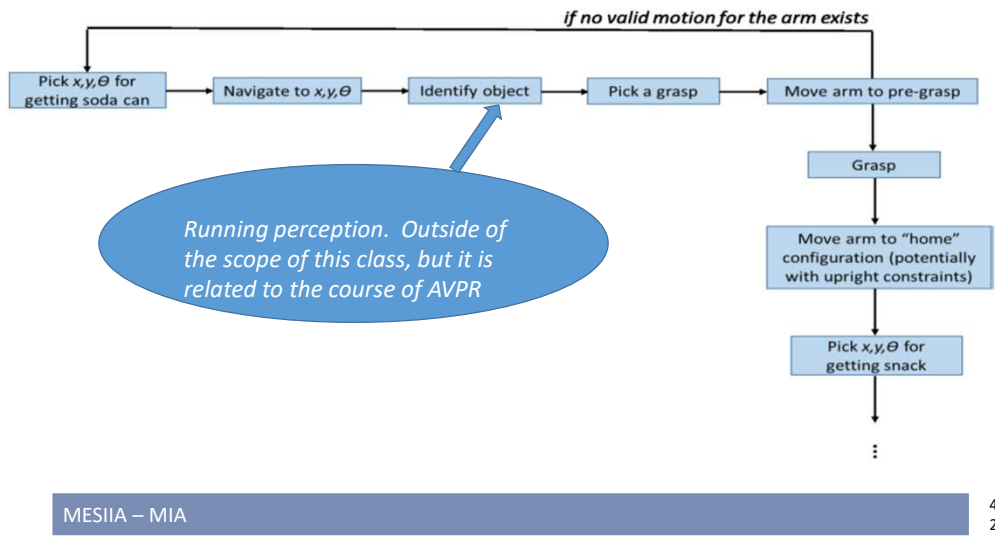 if no valid motion for the arm exists
Pick x,y,Θ for
getting soda can
Navigate to x,y,Θ
Identify object
Pick a grasp
Move arm to pre-grasp
Grasp
Running perception. Outside of
the scope of this class, but it is
related to the course of AVPR
Move arm to “home”
configuration (potentially
with upright constraints)
Pick x,y,Θ for
getting snack
⋮
MESIIA – MIA
4
2